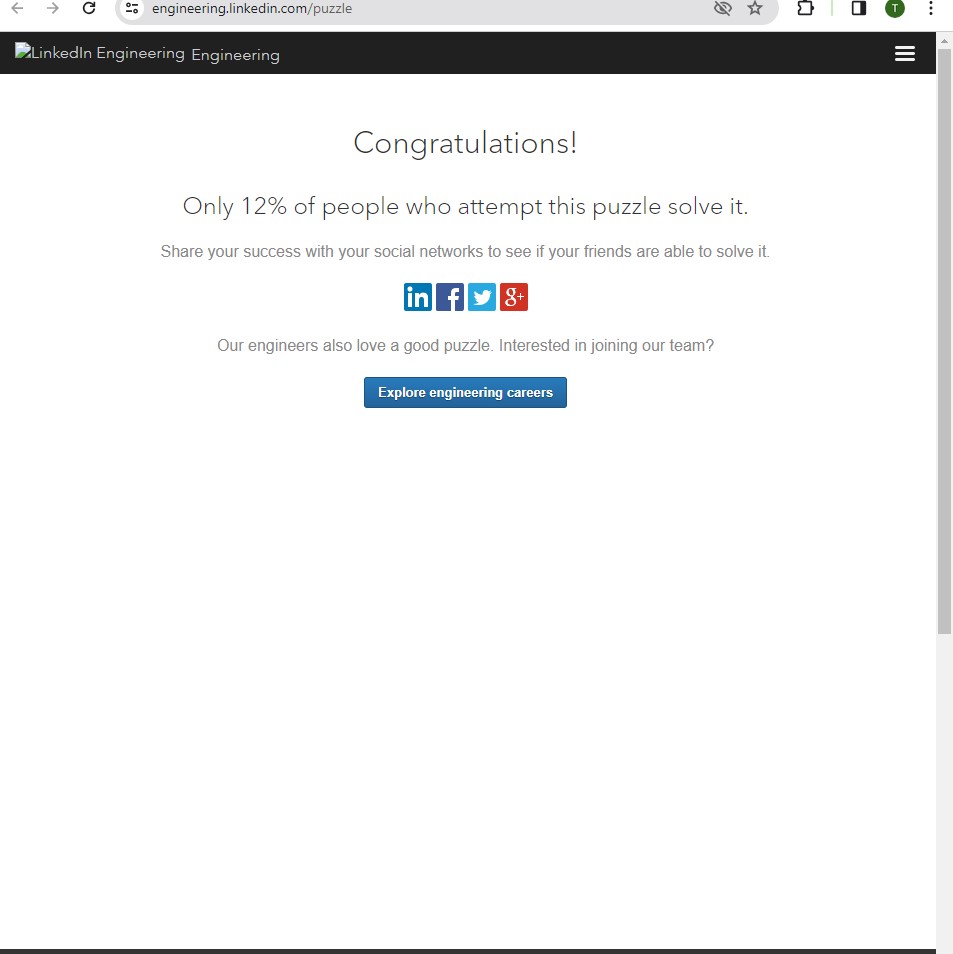 engineering.linkedin.com/puzzle
T
LinkedIn Engineering Engineering
Congratulations!
Only 12% of people who attempt this puzzle solve it.
Share your success with your social networks to see if your friends are able to solve it.
in f g+
Our engineers also love a good puzzle. Interested in joining our team?
Explore engineering careers